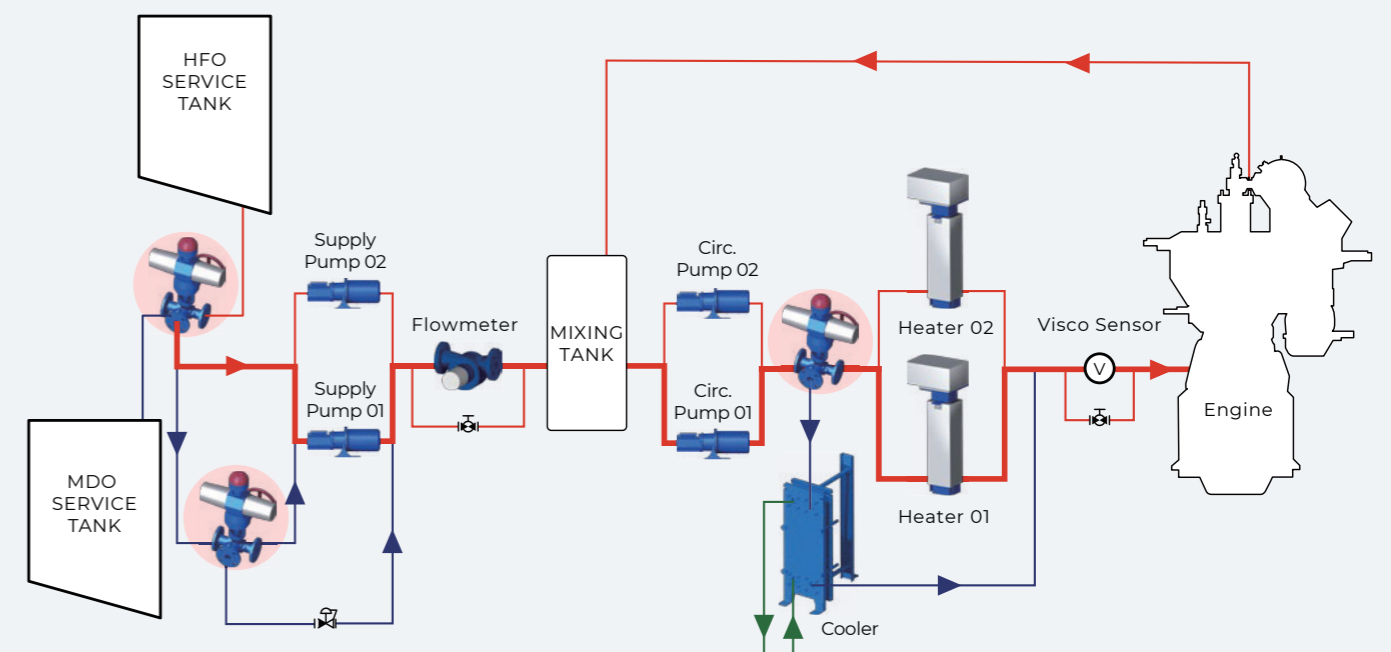 HFO
SERVICE
TANK
Supply
Pump 02
Flowmeter
MIXING
TANK
Circ.
Pump 02
Heater 02
Visco Sensor
V
Supply
Pump 01
Circ.
Pump 01
Engine
MDO
SERVICE
TANK
Heater 01
Cooler